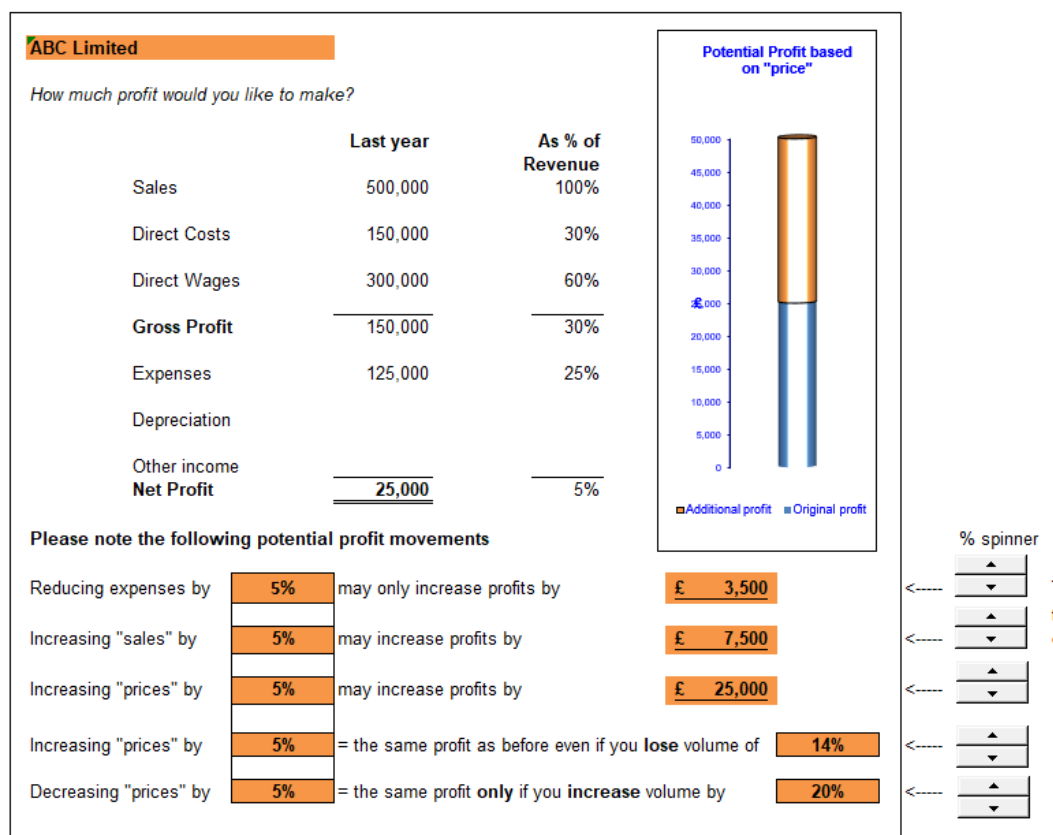 ABC Limited
How much profit would you like to make?
Last year As % of
Revenue
Sales 500,000 100%
Direct Costs 150,000 30%
Direct Wages 300,000 60%
Gross Profit 150,000 30%
Expenses 125,000 25%
Depreciation
Other income
Net Profit 25,000 5%
Potential Profit based
on "price"
50,000
45,000
40,000
35,000
30,000
£
20,000
15,000
10,000
5,000
0
Additional profit Original profit
Please note the following potential profit movements
% spinner
Reducing expenses by 5% may only increase profits by £ 3,500 <-----
Increasing "sales" by 5% may increase profits by £ 7,500 <-----
Increasing "prices" by 5% may increase profits by £ 25,000 <-----
Increasing "prices" by 5% = the same profit as before even if you lose volume of 14% <-----
Decreasing "prices" by 5% = the same profit only if you increase volume by 20% <-----